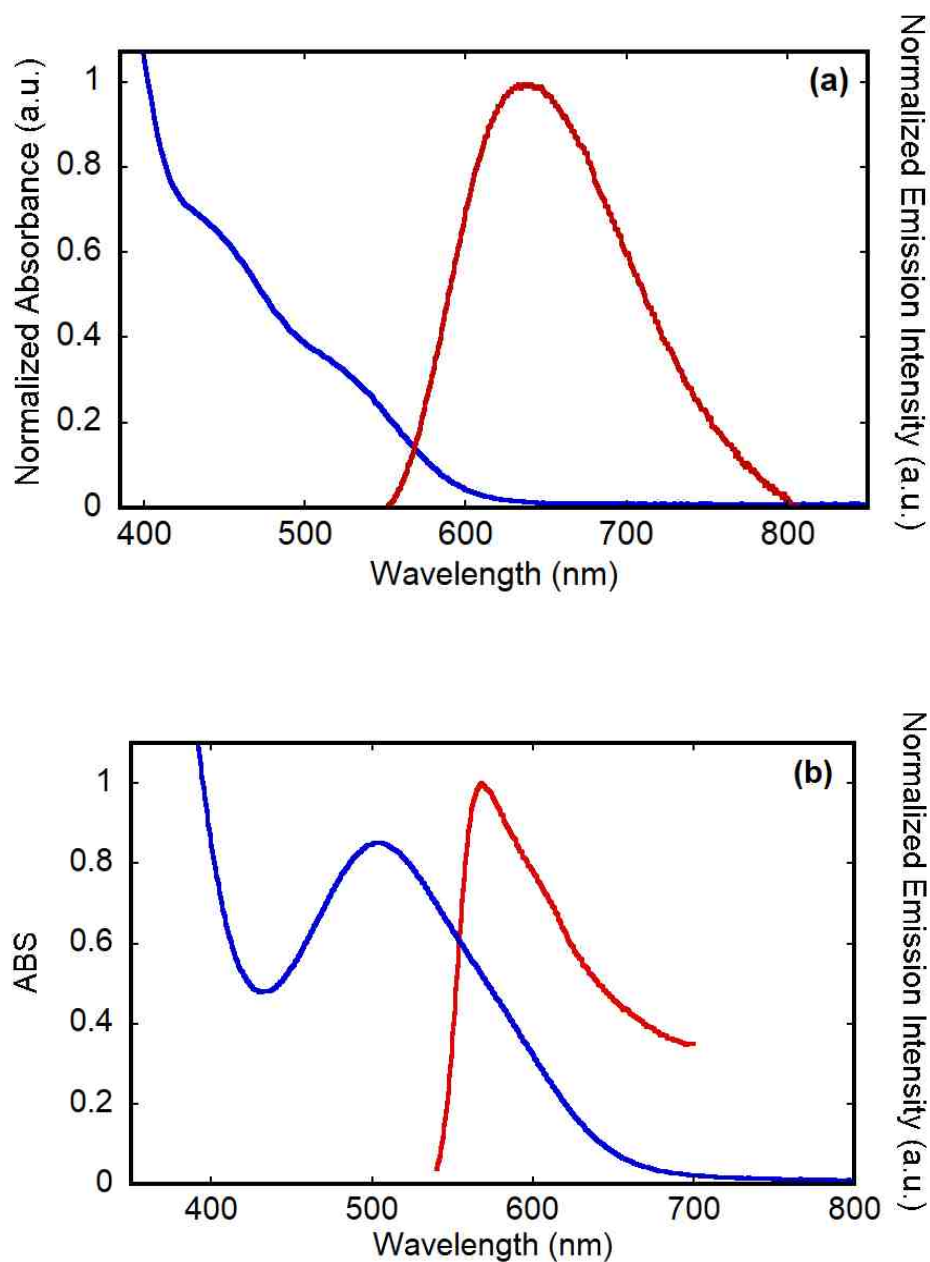 (a)
Normalized Absorbance (a.u.)
Normalized Emission Intensity (a.u.)
1
0.8
0.6
0.4
0.2
0
400 500 600 700 800
Wavelength (nm)
(b)
ABS
Normalized Emission Intensity (a.u.)
1
0.8
0.6
0.4
0.2
0
400 500 600 700 800
Wavelength (nm)